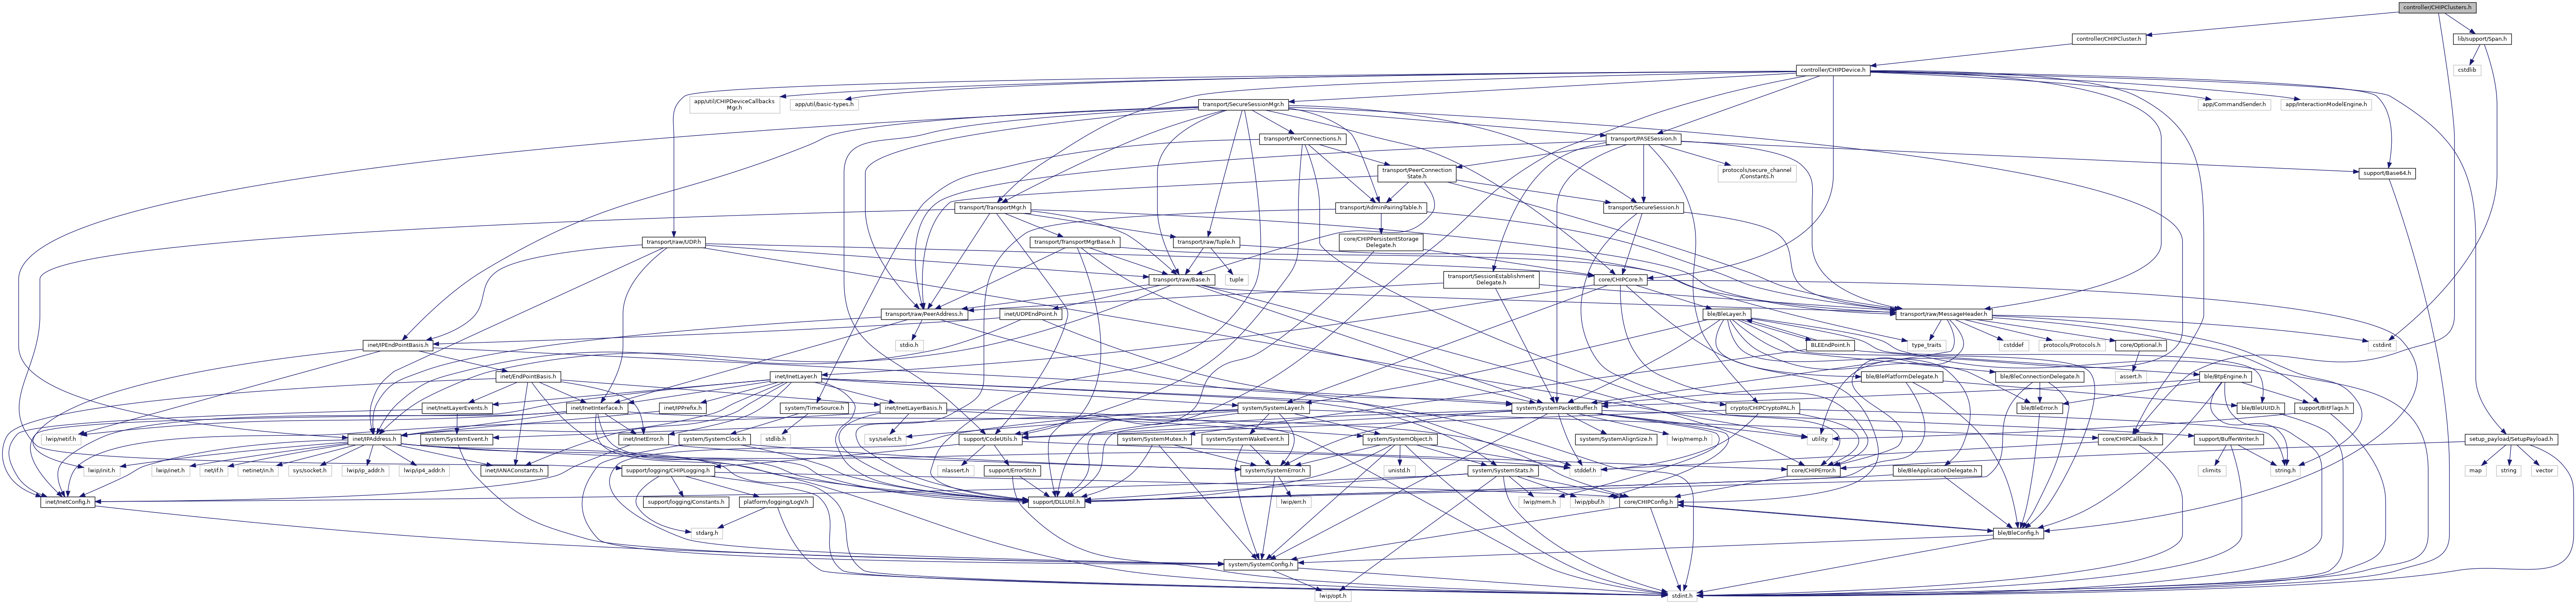 controller/CHIPClusters.h
controller/CHIPCluster.h
lib/support/Span.h
controller/CHIPDevice.h
cstdlib
app/util/CHIPDeviceCallbacks
Mgr.h
app/util/basic-types.h
transport/SecureSessionMgr.h
app/CommandSender.h
app/InteractionModelEngine.h
transport/PeerConnections.h
transport/PASESession.h
transport/PeerConnection
State.h
protocols/secure_channel
/Constants.h
support/Base64.h
transport/TransportMgr.h
transport/AdminPairingTable.h
transport/SecureSession.h
transport/raw/UDP.h
transport/TransportMgrBase.h
transport/raw/Tuple.h
core/CHIPPersistentStorage
Delegate.h
transport/raw/Base.h
tuple
transport/SessionEstablishment
Delegate.h
core/CHIPCore.h
transport/raw/PeerAddress.h
inet/UDPEndPoint.h
ble/BleLayer.h
transport/raw/MessageHeader.h
inet/IPEndPointBasis.h
stdio.h
BLEEndPoint.h
type_traits
cstddef
protocols/Protocols.h
core/Optional.h
cstdint
inet/EndPointBasis.h
inet/InetLayer.h
ble/BlePlatformDelegate.h
ble/BleConnectionDelegate.h
assert.h
ble/BtpEngine.h
inet/InetLayerEvents.h
inet/InetInterface.h
inet/IPPrefix.h
system/TimeSource.h
inet/InetLayerBasis.h
system/SystemLayer.h
system/SystemPacketBuffer.h
crypto/CHIPCryptoPAL.h
ble/BleError.h
ble/BleUUID.h
support/BitFlags.h
lwip/netif.h
inet/IPAddress.h
system/SystemEvent.h
inet/InetError.h
system/SystemClock.h
stdlib.h
sys/select.h
support/CodeUtils.h
system/SystemMutex.h
system/SystemWakeEvent.h
system/SystemObject.h
system/SystemAlignSize.h
lwip/memp.h
utility
core/CHIPCallback.h
support/BufferWriter.h
setup_payload/SetupPayload.h
lwip/init.h
lwip/inet.h
net/if.h
netinet/in.h
sys/socket.h
lwip/ip_addr.h
lwip/ip4_addr.h
inet/IANAConstants.h
support/logging/CHIPLogging.h
nlassert.h
support/ErrorStr.h
system/SystemError.h
unistd.h
system/SystemStats.h
stddef.h
core/CHIPError.h
ble/BleApplicationDelegate.h
climits
string.h
map
string
vector
inet/InetConfig.h
support/logging/Constants.h
platform/logging/LogV.h
support/DLLUtil.h
lwip/err.h
lwip/mem.h
lwip/pbuf.h
core/CHIPConfig.h
stdarg.h
ble/BleConfig.h
system/SystemConfig.h
lwip/opt.h
stdint.h